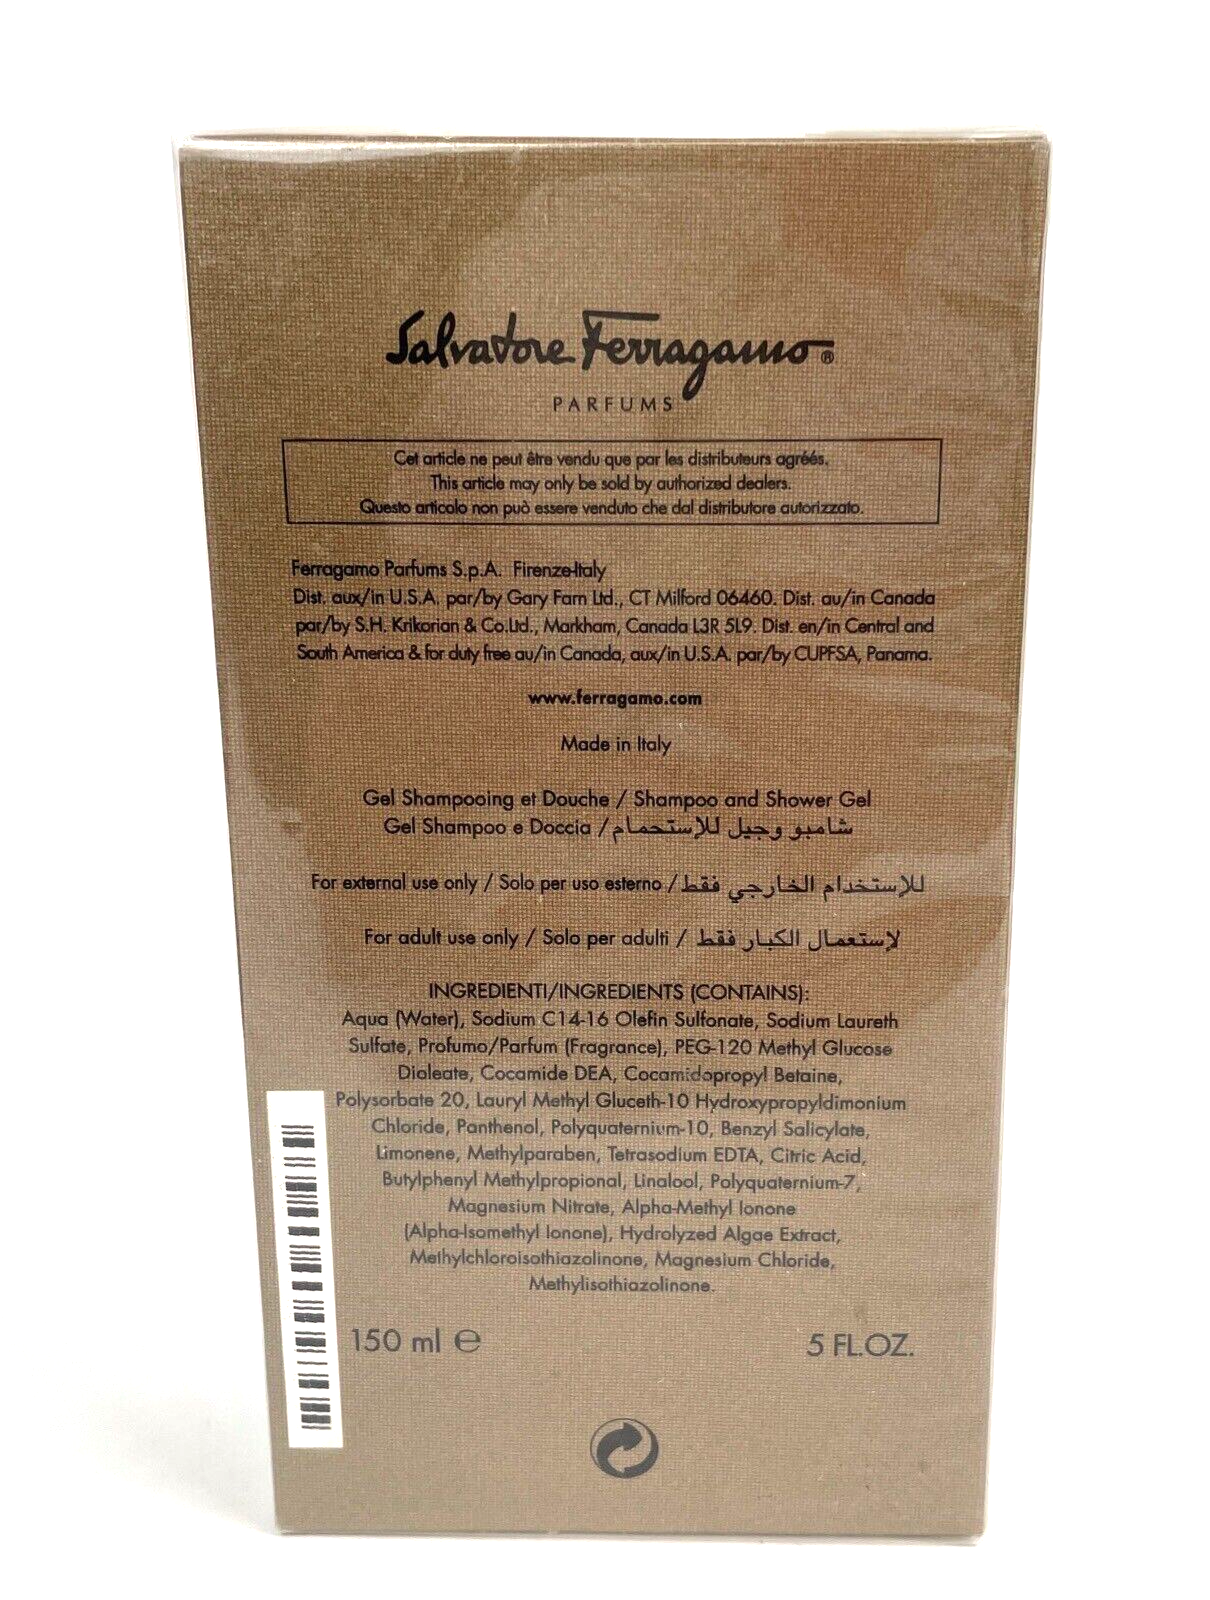 Salvatore Ferragamo®
PARFUMS
Cet article ne peut être vendu que par les distributeurs agréés.
This article may only be sold by authorized dealers.
Questo articolo non può essere venduto che dal distributore autorizzato.
Ferragamo Parfums S.p.A. Firenze-Italy
Dist. aux/in U.S.A. par/by Gary Farn Ltd., CT Milford 06460. Dist. au/in Canada
par/by S.H. Krikorian & Co.Ltd., Markham, Canada L3R 5L9. Dist. en/in Central and
South America & for duty free au/in Canada, aux/in U.S.A. par/by CUPFSA, Panama.
www.ferragamo.com
Made in Italy
Gel Shampooing et Douche / Shampoo and Shower Gel
Gel Shampoo e Doccia / شامبو وجيل للإستحمام
For external use only / Solo per uso esterno / للإستخدام الخارجي فقط
For adult use only / Solo per adulti / لإستعمال الكبار فقط
INGREDIENTI/INGREDIENTS (CONTAINS):
Aqua (Water), Sodium C14-16 Olefin Sulfonate, Sodium Laureth
Sulfate, Profumo/Parfum (Fragrance), PEG-120 Methyl Glucose
Dioleate, Cocamide DEA, Cocamidopropyl Betaine,
Polysorbate 20, Lauryl Methyl Gluceth-10 Hydroxypropyldimonium
Chloride, Panthenol, Polyquaternium-10, Benzyl Salicylate,
Limonene, Methylparaben, Tetrasodium EDTA, Citric Acid,
Butylphenyl Methylpropional, Linalool, Polyquaternium-7,
Magnesium Nitrate, Alpha-Methyl Ionone
(Alpha-Isomethyl Ionone), Hydrolyzed Algae Extract,
Methylchloroisothiazolinone, Magnesium Chloride,
Methylisothiazolinone.
150 ml ℮ 5 FL.OZ.